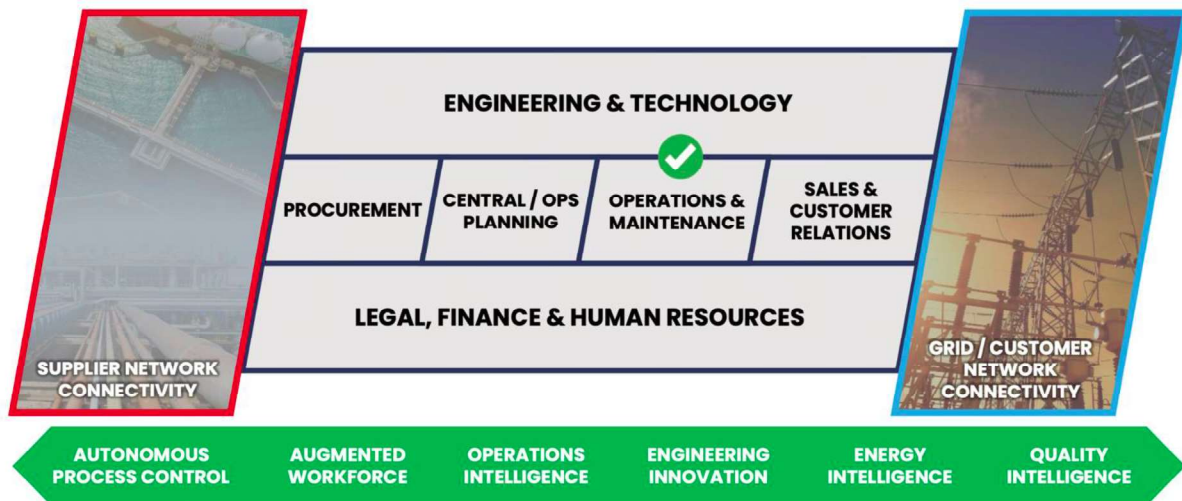 ENGINEERING & TECHNOLOGY
PROCUREMENT
CENTRAL / OPS
PLANNING
OPERATIONS &
MAINTENANCE
SALES &
CUSTOMER
RELATIONS
LEGAL, FINANCE & HUMAN RESOURCES
SUPPLIER NETWORK
CONNECTIVITY
GRID / CUSTOMER
NETWORK
CONNECTIVITY
AUTONOMOUS
PROCESS CONTROL
AUGMENTED
WORKFORCE
OPERATIONS
INTELLIGENCE
ENGINEERING
INNOVATION
ENERGY
INTELLIGENCE
QUALITY
INTELLIGENCE